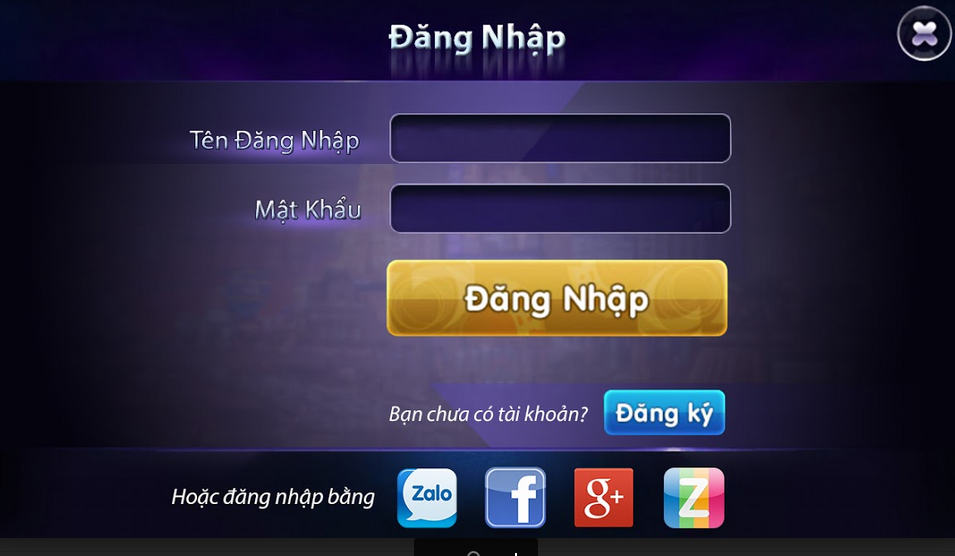 Đăng Nhập
Tên Đăng Nhập
Mật Khẩu
Đăng Nhập
Bạn chưa có tài khoản? Đăng ký
Hoặc đăng nhập bằng Zalo f g+ Z